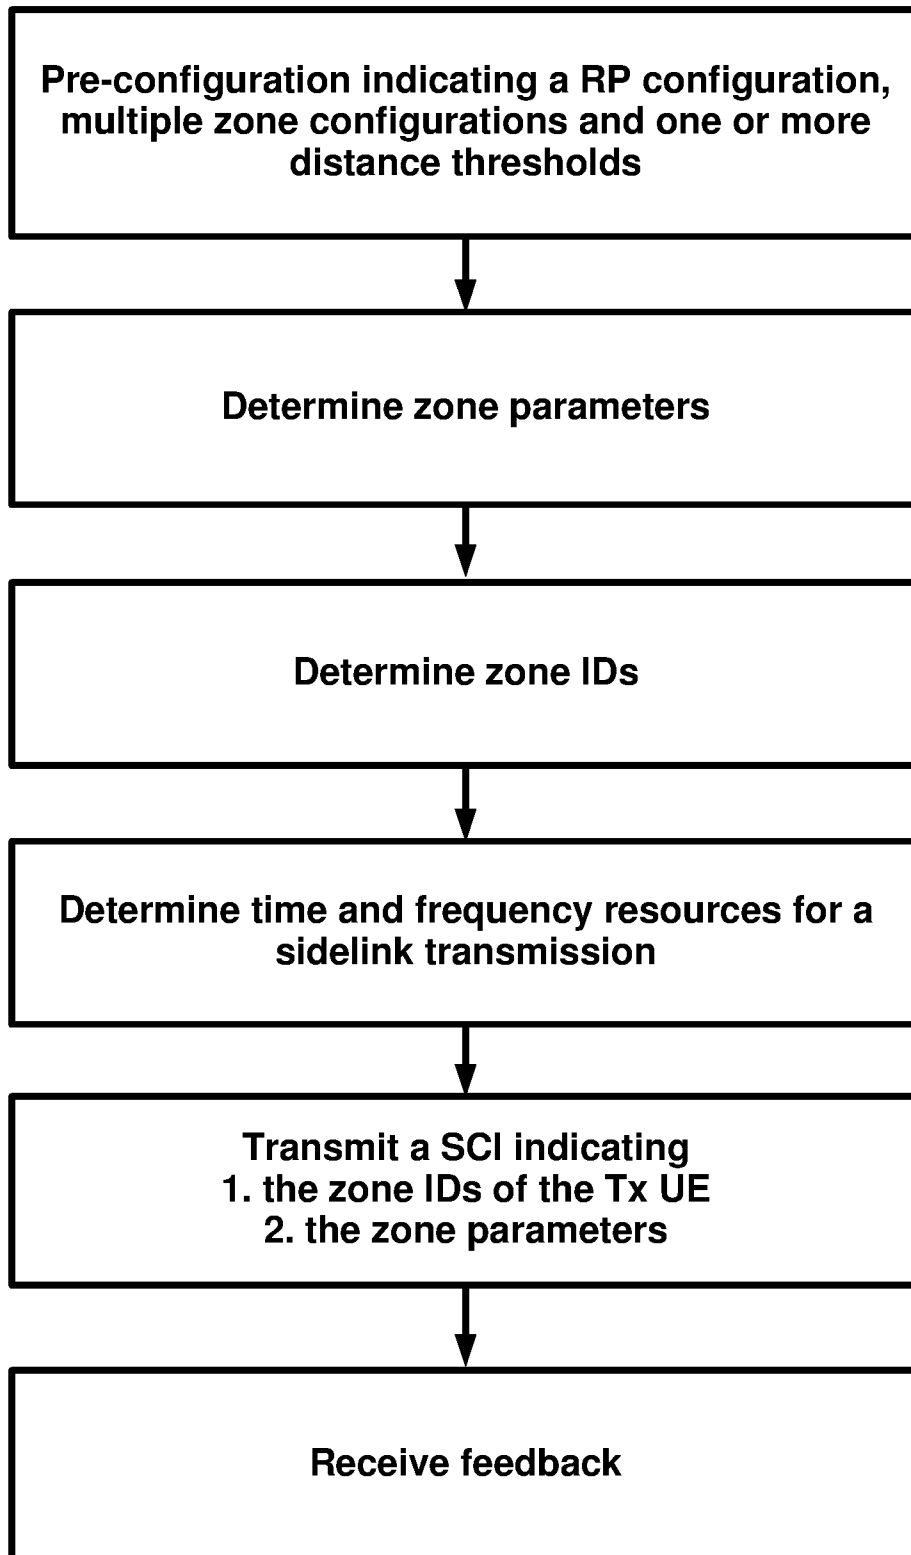 Pre-configuration indicating a RP configuration,
multiple zone configurations and one or more
distance thresholds
Determine zone parameters
Determine zone IDs
Determine time and frequency resources for a
sidelink transmission
Transmit a SCI indicating
1. the zone IDs of the Tx UE
2. the zone parameters
Receive feedback